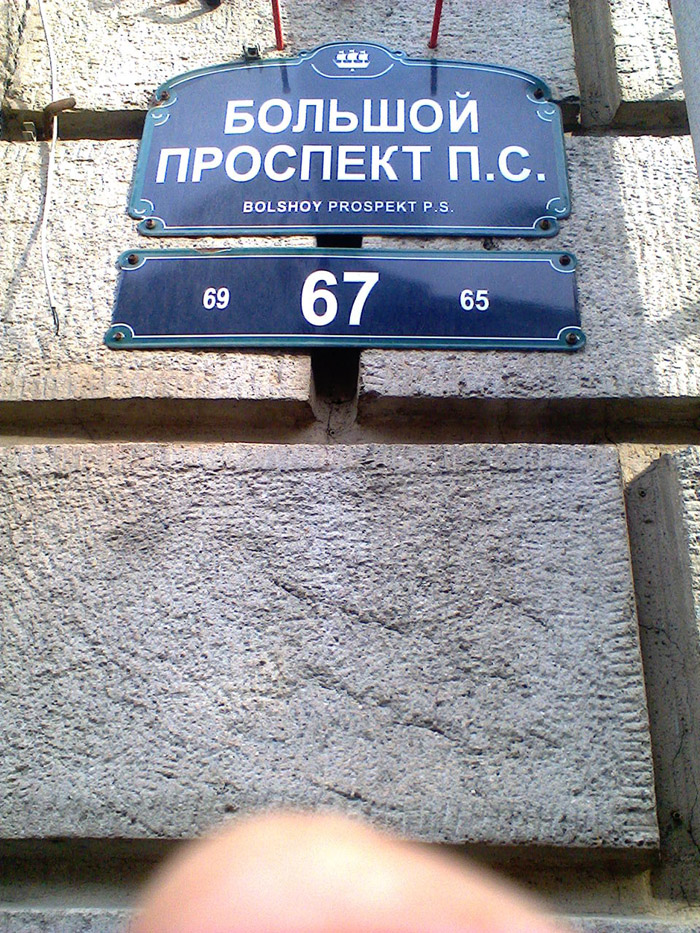 БОЛЬШОЙ
ПРОСПЕКТ П.С.
BOLSHOY PROSPEKT P.S.
69 67 65